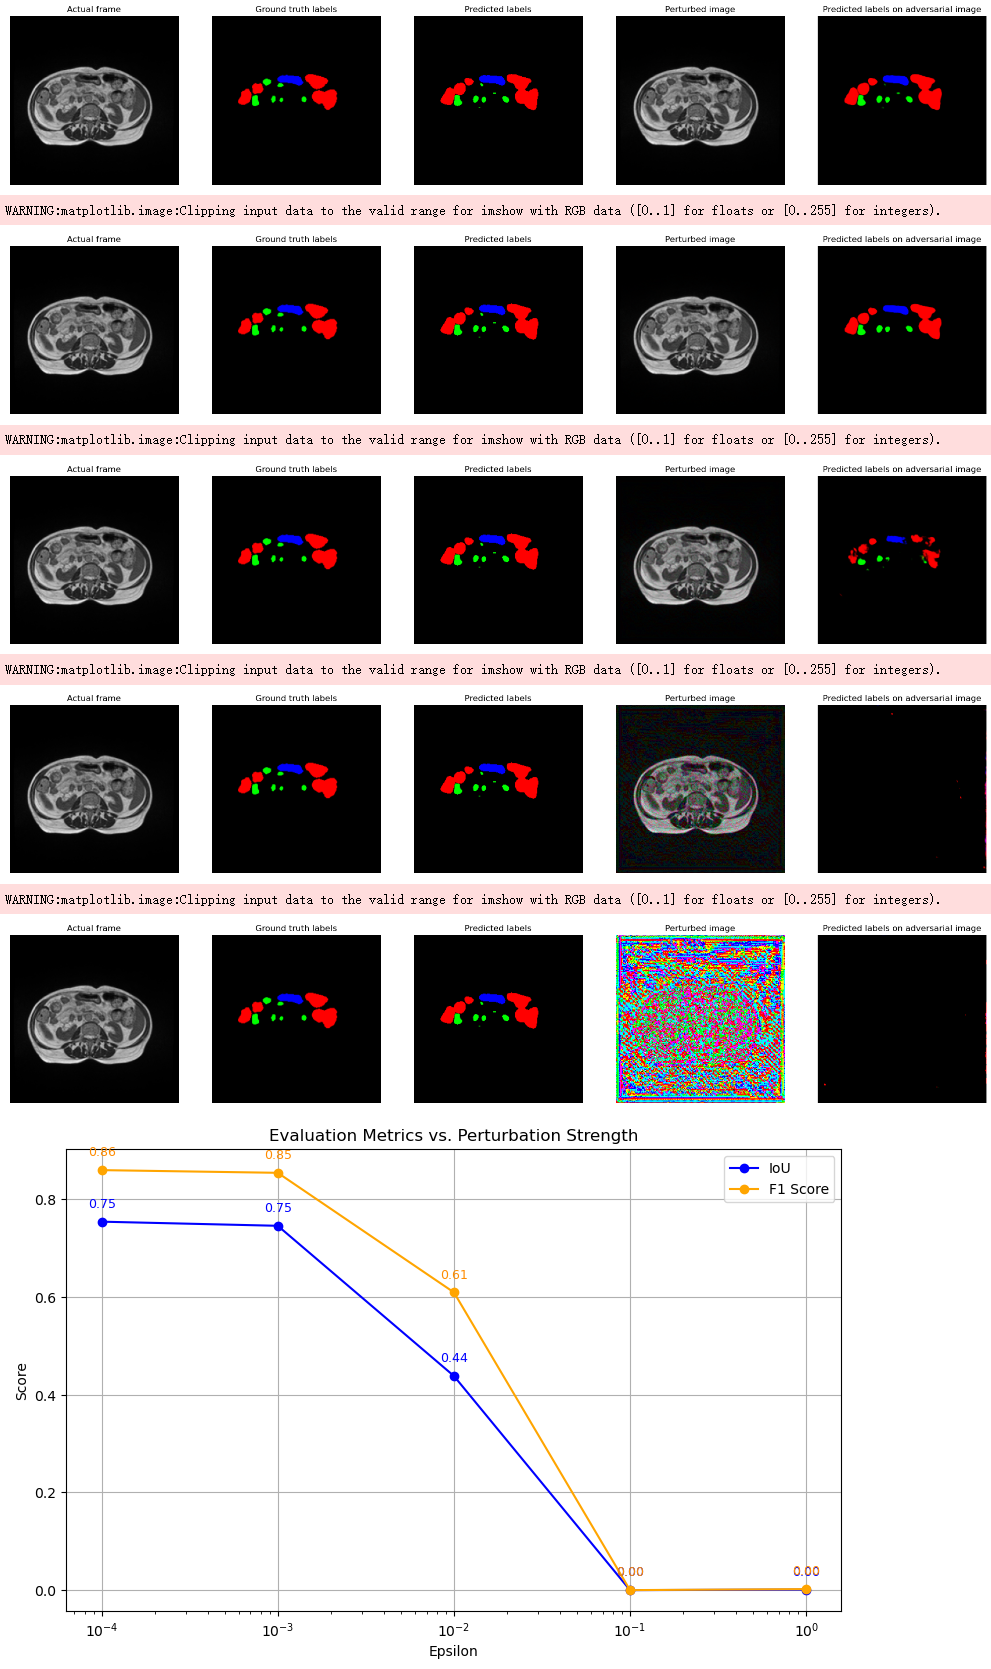 Actual frame Ground truth labels Predicted labels Perturbed image Predicted labels on adversarial image
WARNING:matplotlib.image:Clipping input data to the valid range for imshow with RGB data ([0..1] for floats or [0..255] for integers).
Actual frame Ground truth labels Predicted labels Perturbed image Predicted labels on adversarial image
WARNING:matplotlib.image:Clipping input data to the valid range for imshow with RGB data ([0..1] for floats or [0..255] for integers).
Actual frame Ground truth labels Predicted labels Perturbed image Predicted labels on adversarial image
WARNING:matplotlib.image:Clipping input data to the valid range for imshow with RGB data ([0..1] for floats or [0..255] for integers).
Actual frame Ground truth labels Predicted labels Perturbed image Predicted labels on adversarial image
WARNING:matplotlib.image:Clipping input data to the valid range for imshow with RGB data ([0..1] for floats or [0..255] for integers).
Actual frame Ground truth labels Predicted labels Perturbed image Predicted labels on adversarial image
Evaluation Metrics vs. Perturbation Strength
0.86 0.85
IoU
F1 Score
0.75 0.75
0.61
0.44
0.00 0.00
0.8
0.6
0.4
0.2
0.0
Score
10⁻⁴ 10⁻³ 10⁻² 10⁻¹ 10⁰
Epsilon